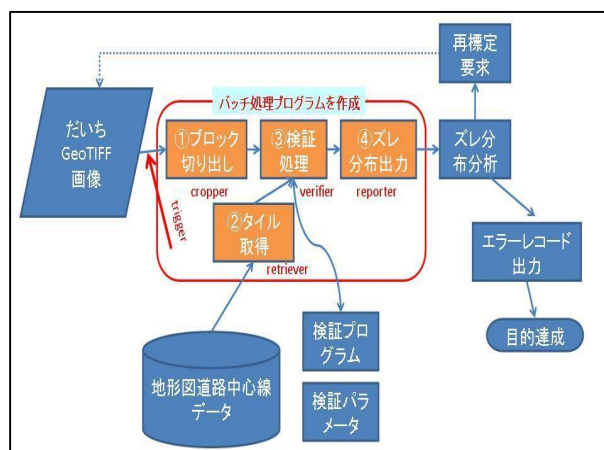 再標定
要求
バッチ処理プログラムを作成
だいち
GeoTIFF
画像
①ブロック
切り出し
③検証
処理
④ズレ
分布出力
ズレ分
布分析
cropper
verifier
reporter
trigger
②タイル
取得
retriever
エラーレコード
出力
目的達成
地形図道路中心線
データ
検証プロ
グラム
検証パラ
メータ